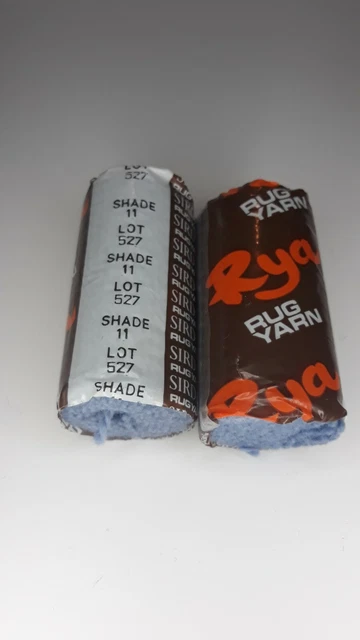 LOT
527
SHADE
11
LOT
527
SHADE
11
LOT
527
SHADE
11
LOT
527
SHADE
RUG
YARN
Rya
RUG
YARN
Rya